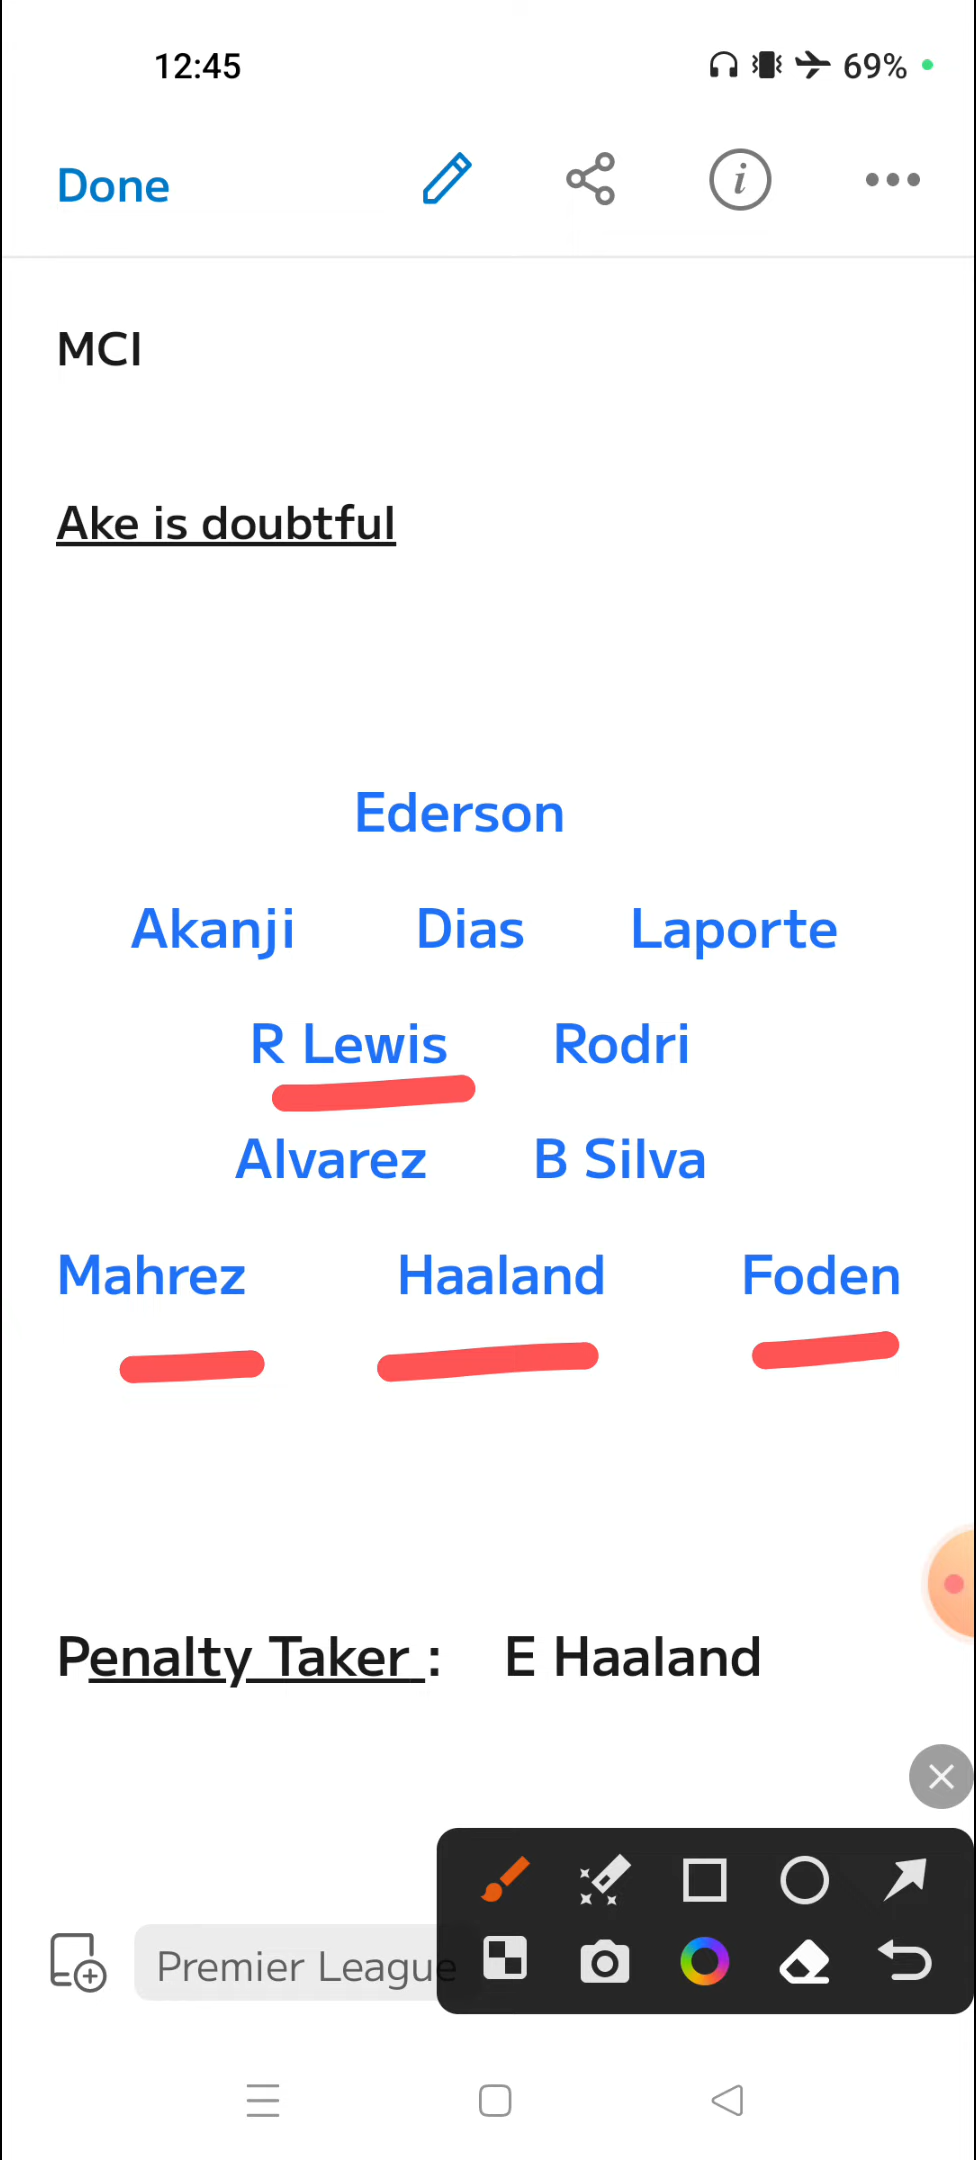 12:45 69%
Done
MCI
Ake is doubtful
Ederson
Akanji Dias Laporte
R Lewis Rodri
Alvarez B Silva
Mahrez Haaland Foden
Penalty Taker : E Haaland
Premier League